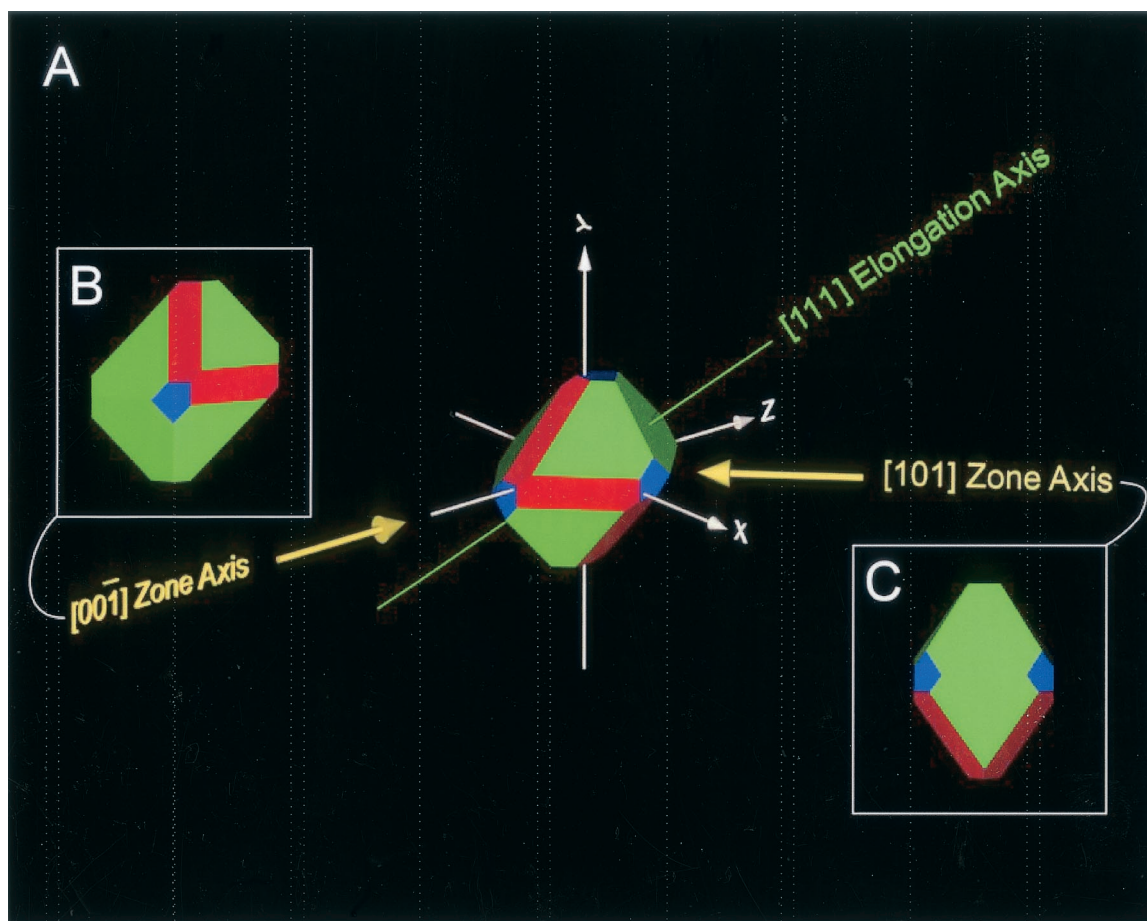 A
[111] Elongation Axis
Y
B
Z
[101] Zone Axis
X
C
[001̅] Zone Axis